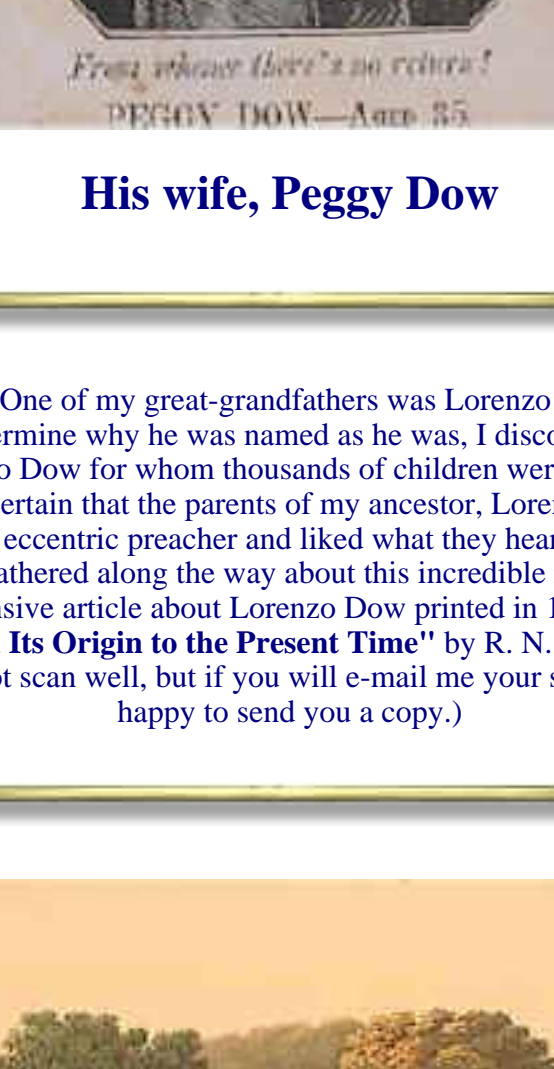 From whence there's no return!
PEGGY DOW—Aged 35
His wife, Peggy Dow
One of my great-grandfathers was Lorenzo
ermine why he was named as he was, I disco
o Dow for whom thousands of children wer
ertain that the parents of my ancestor, Loren
eccentric preacher and liked what they hear
athered along the way about this incredible
nsive article about Lorenzo Dow printed in 1
Its Origin to the Present Time" by R. N.
ot scan well, but if you will e-mail me your s
happy to send you a copy.)